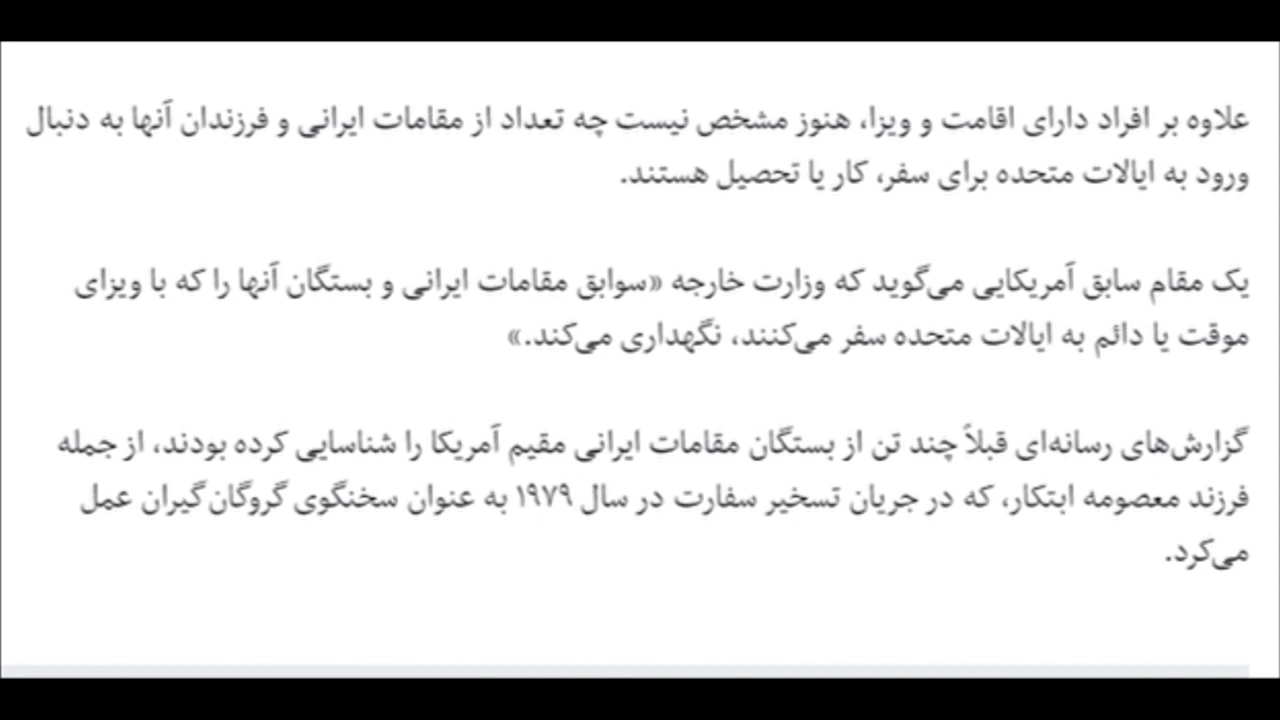 علاوه بر افراد دارای اقامت و ویزا، هنوز مشخص نیست چه تعداد از مقامات ایرانی و فرزندان آنها به دنبال
ورود به ایالات متحده برای سفر، کار یا تحصیل هستند.
یک مقام سابق آمریکایی می‌گوید که وزارت خارجه «سوابق مقامات ایرانی و بستگان آنها را که با ویزای
موقت یا دائم به ایالات متحده سفر می‌کنند، نگهداری می‌کند.»
گزارش‌های رسانه‌ای قبلاً چند تن از بستگان مقامات ایرانی مقیم آمریکا را شناسایی کرده بودند، از جمله
فرزند معصومه ابتکار، که در جریان تسخیر سفارت در سال ۱۹۷۹ به عنوان سخنگوی گروگان‌گیران عمل
می‌کرد.